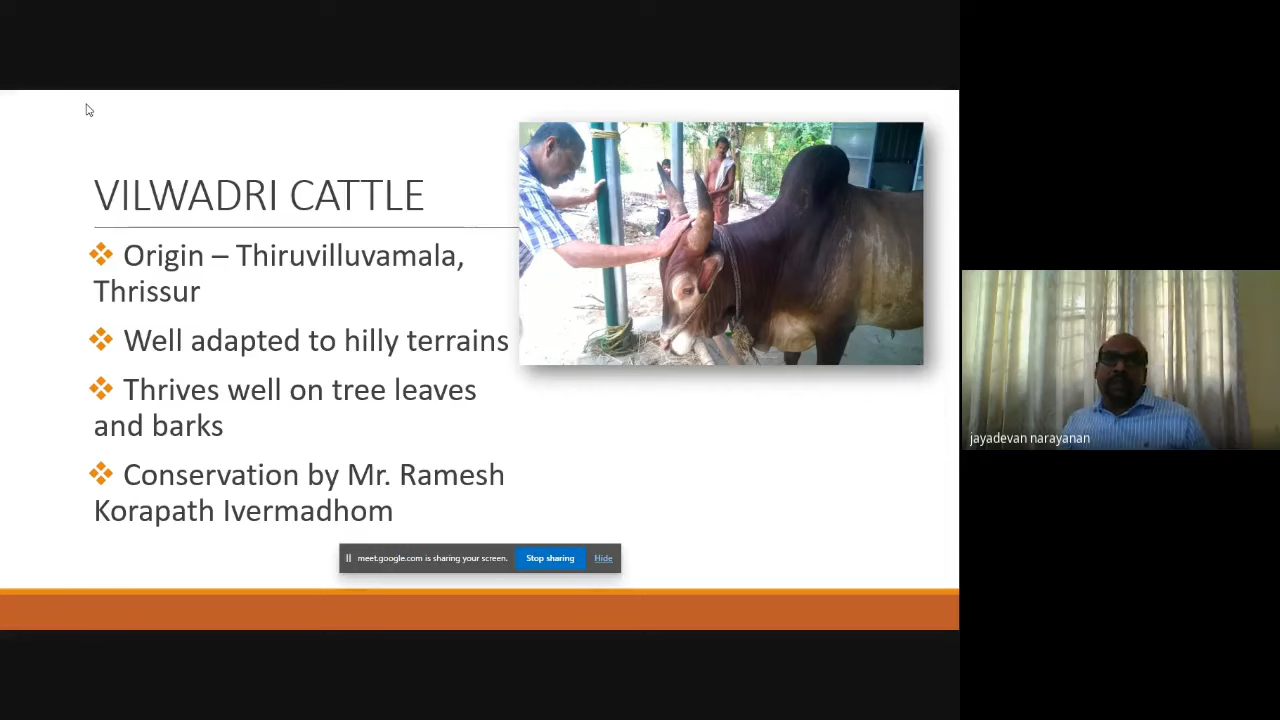 VILWADRI CATTLE
❖ Origin – Thiruvilluvamala,
Thrissur
❖ Well adapted to hilly terrains
❖ Thrives well on tree leaves
and barks
❖ Conservation by Mr. Ramesh
Korapath Ivermadhom
meet.google.com is sharing your screen. Stop sharing Hide
jayadevan narayanan